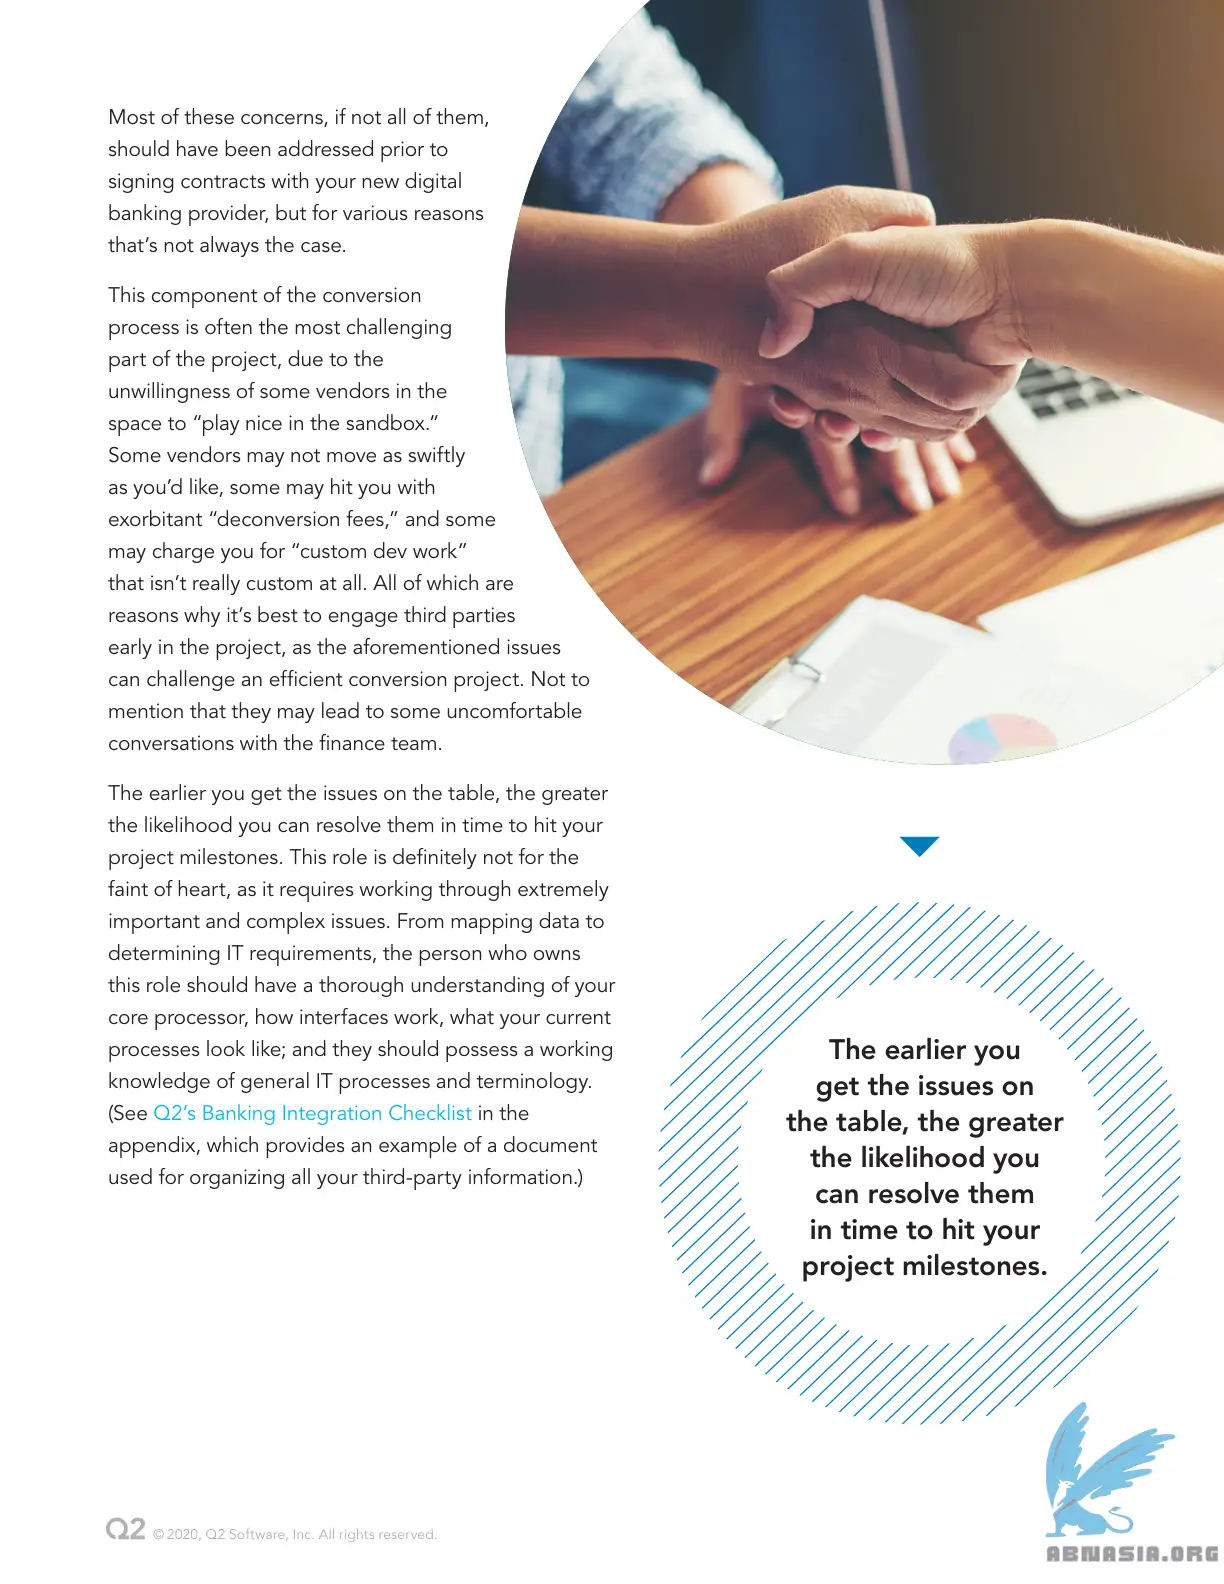 Most of these concerns, if not all of them,
should have been addressed prior to
signing contracts with your new digital
banking provider, but for various reasons
that’s not always the case.
This component of the conversion
process is often the most challenging
part of the project, due to the
unwillingness of some vendors in the
space to “play nice in the sandbox.”
Some vendors may not move as swiftly
as you’d like, some may hit you with
exorbitant “deconversion fees,” and some
may charge you for “custom dev work”
that isn’t really custom at all. All of which are
reasons why it’s best to engage third parties
early in the project, as the aforementioned issues
can challenge an efficient conversion project. Not to
mention that they may lead to some uncomfortable
conversations with the finance team.
The earlier you get the issues on the table, the greater
the likelihood you can resolve them in time to hit your
project milestones. This role is definitely not for the
faint of heart, as it requires working through extremely
important and complex issues. From mapping data to
determining IT requirements, the person who owns
this role should have a thorough understanding of your
core processor, how interfaces work, what your current
processes look like; and they should possess a working
knowledge of general IT processes and terminology.
(See Q2’s Banking Integration Checklist in the
appendix, which provides an example of a document
used for organizing all your third-party information.)
The earlier you
get the issues on
the table, the greater
the likelihood you
can resolve them
in time to hit your
project milestones.
Q2 © 2020, Q2 Software, Inc. All rights reserved.
ABNASIA.ORG